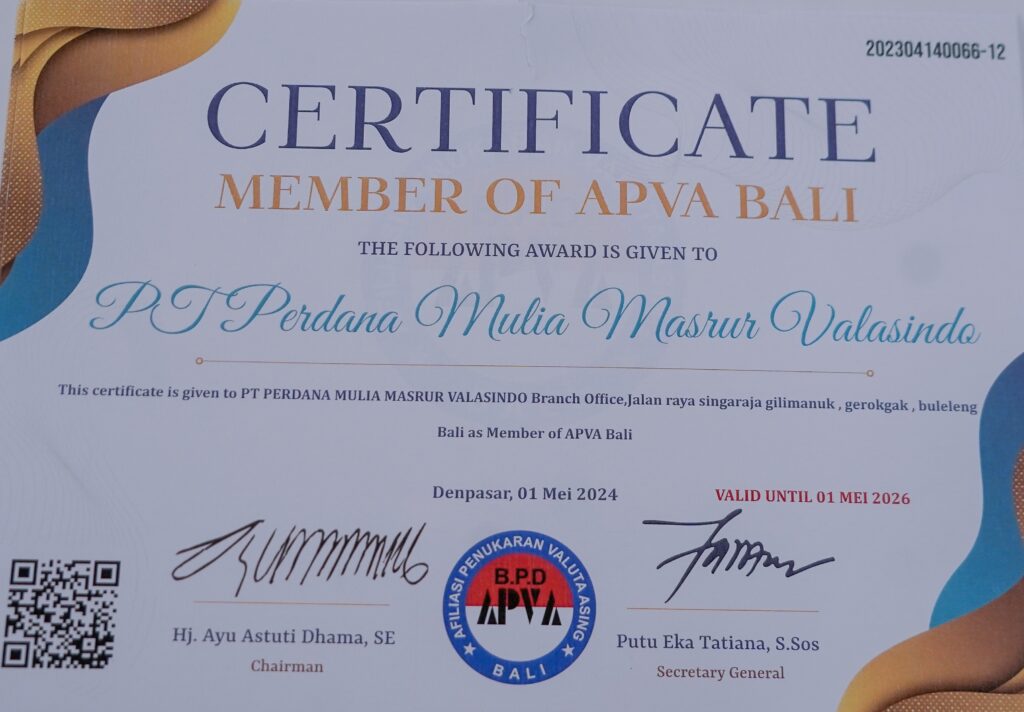 202304140066-12
CERTIFICATE
MEMBER OF APVA BALI
THE FOLLOWING AWARD IS GIVEN TO
PT Perdana Mulia Masrur Valasindo
This certificate is given to PT PERDANA MULIA MASRUR VALASINDO Branch Office,Jalan raya singaraja gilimanuk , gerokgak , buleleng
Bali as Member of APVA Bali
Denpasar, 01 Mei 2024
VALID UNTIL 01 MEI 2026
AFILIASI PENUKARAN VALUTA ASING
B.P.D
APVA
BALI
Hj. Ayu Astuti Dhama, SE
Chairman
Putu Eka Tatiana, S.Sos
Secretary General